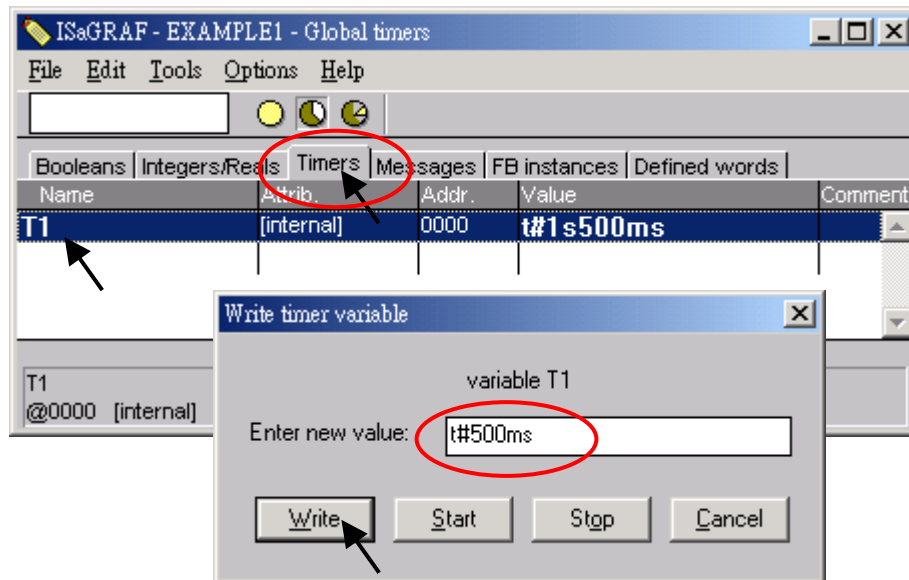 ISaGRAF - EXAMPLE1 - Global timers
File Edit Tools Options Help
Booleans Integers/Reals Timers Messages FB instances Defined words
Name Attrib. Addr. Value Comment
T1 [internal] 0000 t#1s500ms
Write timer variable
T1
@0000 [internal]
variable T1
Enter new value: t#500ms
Write Start Stop Cancel